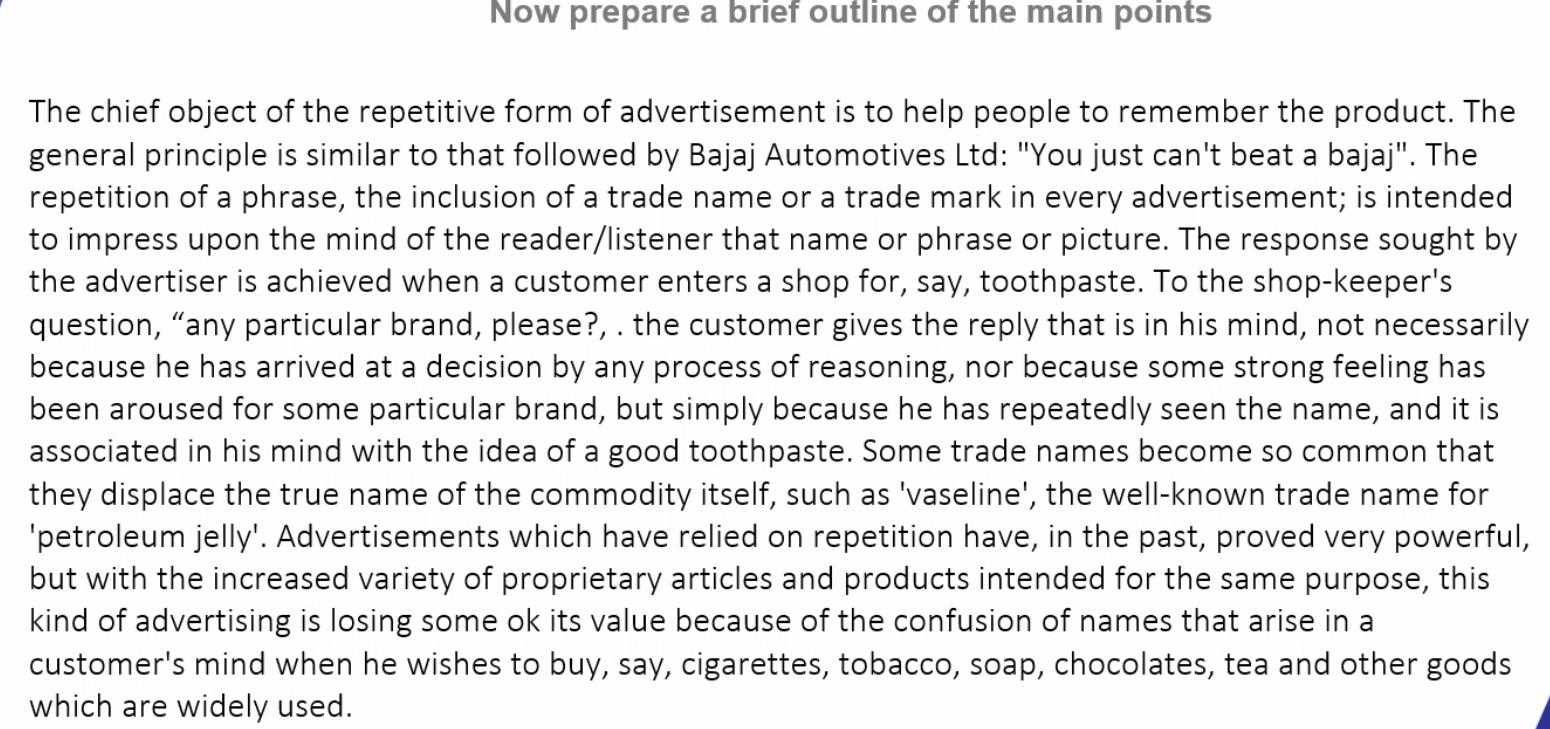 Now prepare a brief outline of the main points
The chief object of the repetitive form of advertisement is to help people to remember the product. The
general principle is similar to that followed by Bajaj Automotives Ltd: "You just can't beat a bajaj". The
repetition of a phrase, the inclusion of a trade name or a trade mark in every advertisement; is intended
to impress upon the mind of the reader/listener that name or phrase or picture. The response sought by
the advertiser is achieved when a customer enters a shop for, say, toothpaste. To the shop-keeper's
question, “any particular brand, please?, . the customer gives the reply that is in his mind, not necessarily
because he has arrived at a decision by any process of reasoning, nor because some strong feeling has
been aroused for some particular brand, but simply because he has repeatedly seen the name, and it is
associated in his mind with the idea of a good toothpaste. Some trade names become so common that
they displace the true name of the commodity itself, such as 'vaseline', the well-known trade name for
'petroleum jelly'. Advertisements which have relied on repetition have, in the past, proved very powerful,
but with the increased variety of proprietary articles and products intended for the same purpose, this
kind of advertising is losing some ok its value because of the confusion of names that arise in a
customer's mind when he wishes to buy, say, cigarettes, tobacco, soap, chocolates, tea and other goods
which are widely used.